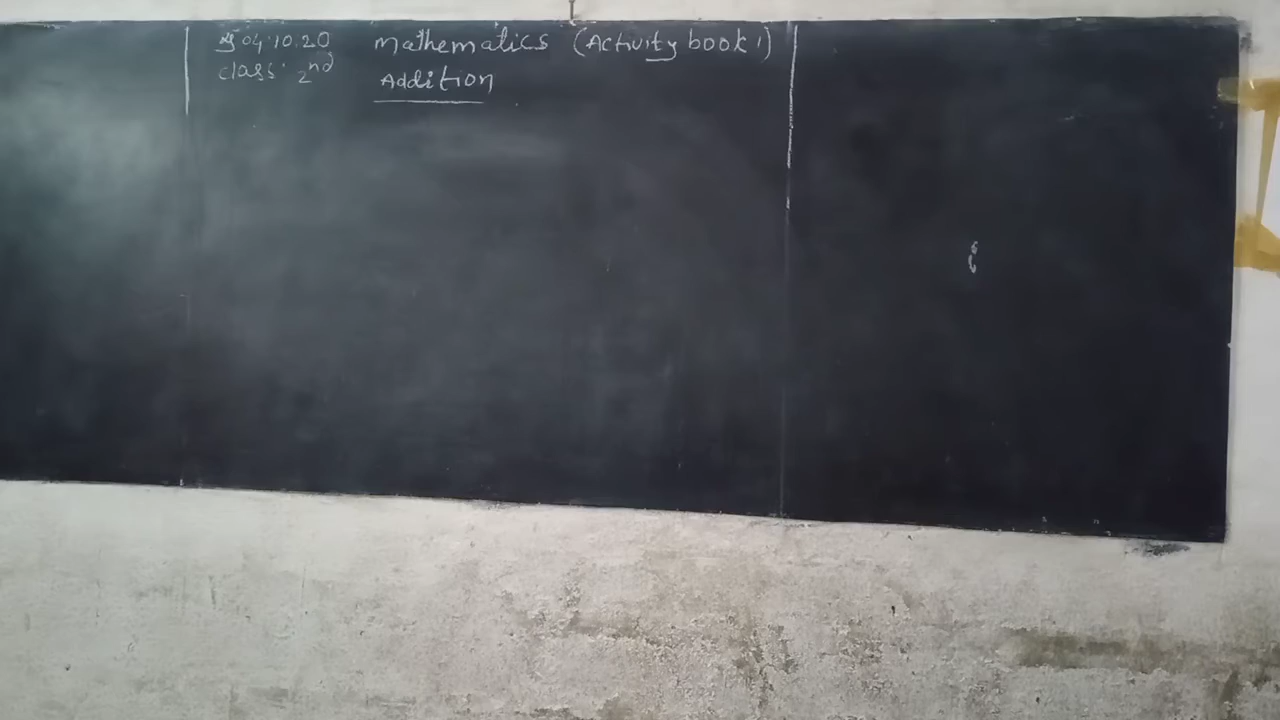 04.10.20 Mathematics (Activity book 1)
class: 2nd Addition